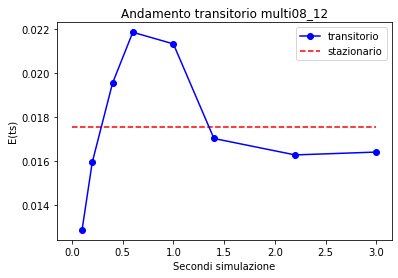 Andamento transitorio multi08_12
transitorio
stazionario
E(ts)
0.022
0.020
0.018
0.016
0.014
0.0 0.5 1.0 1.5 2.0 2.5 3.0
Secondi simulazione